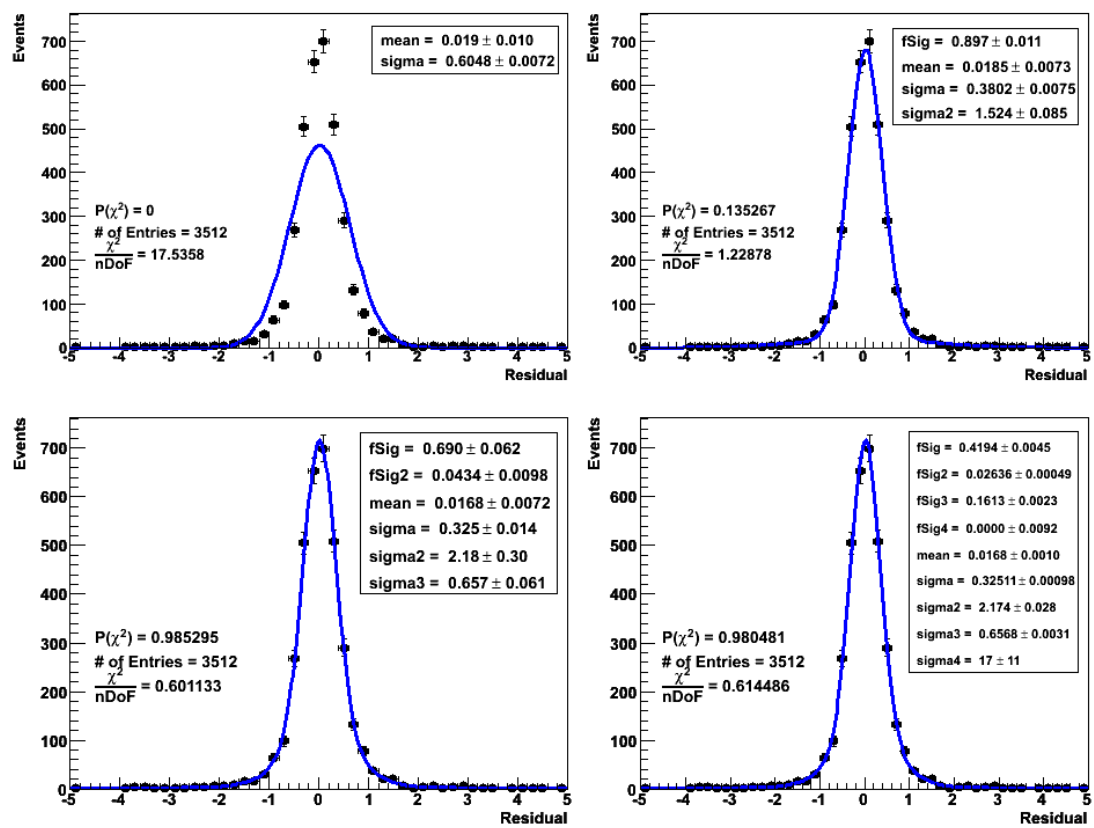 Events
700
600
500
400
300
200
100
0
mean = 0.019 ± 0.010
sigma = 0.6048 ± 0.0072
P(χ²) = 0
# of Entries = 3512
χ²
nDoF = 17.5358
-5 -4 -3 -2 -1 0 1 2 3 4 5
Residual
Events
700
600
500
400
300
200
100
0
fSig = 0.897 ± 0.011
mean = 0.0185 ± 0.0073
sigma = 0.3802 ± 0.0075
sigma2 = 1.524 ± 0.085
P(χ²) = 0.135267
# of Entries = 3512
χ²
nDoF = 1.22878
-5 -4 -3 -2 -1 0 1 2 3 4 5
Residual
Events
700
600
500
400
300
200
100
0
fSig = 0.690 ± 0.062
fSig2 = 0.0434 ± 0.0098
mean = 0.0168 ± 0.0072
sigma = 0.325 ± 0.014
sigma2 = 2.18 ± 0.30
sigma3 = 0.657 ± 0.061
P(χ²) = 0.985295
# of Entries = 3512
χ²
nDoF = 0.601133
-5 -4 -3 -2 -1 0 1 2 3 4 5
Residual
Events
700
600
500
400
300
200
100
0
fSig = 0.4194 ± 0.0045
fSig2 = 0.02636 ± 0.00049
fSig3 = 0.1613 ± 0.0023
fSig4 = 0.0000 ± 0.0092
mean = 0.0168 ± 0.0010
sigma = 0.32511 ± 0.00098
sigma2 = 2.174 ± 0.028
sigma3 = 0.6568 ± 0.0031
sigma4 = 17 ± 11
P(χ²) = 0.980481
# of Entries = 3512
χ²
nDoF = 0.614486
-5 -4 -3 -2 -1 0 1 2 3 4 5
Residual